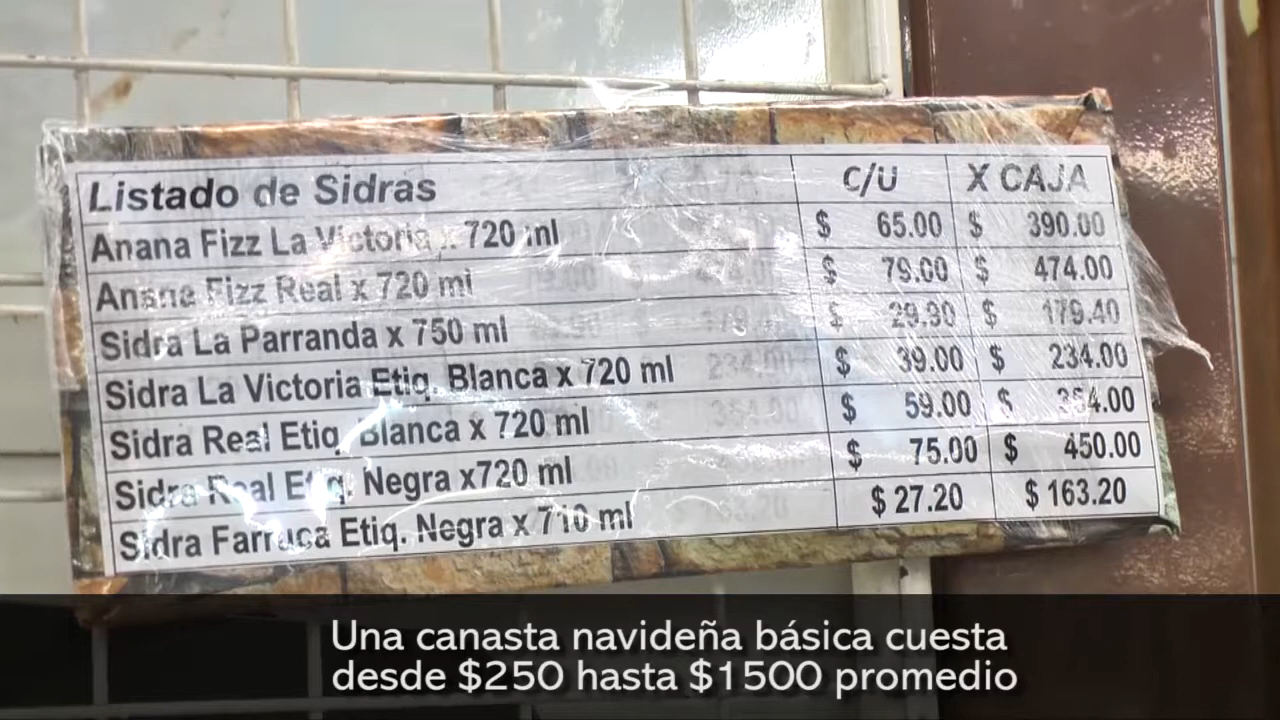 Listado de Sidras C/U X CAJA
Anana Fizz La Victoria x 720 ml $ 65.00 $ 390.00
Anana Fizz Real x 720 ml $ 79.00 $ 474.00
Sidra La Parranda x 750 ml $ 29.90 $ 179.40
Sidra La Victoria Etiq. Blanca x 720 ml $ 39.00 $ 234.00
Sidra Real Etiq. Blanca x 720 ml $ 59.00 $ 354.00
Sidra Real Etiq. Negra x720 ml $ 75.00 $ 450.00
Sidra Farruca Etiq. Negra x 710 ml $ 27.20 $ 163.20
Una canasta navideña básica cuesta
desde $250 hasta $1500 promedio